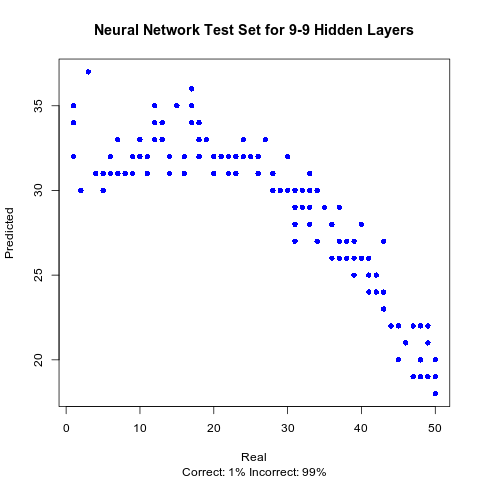 Neural Network Test Set for 9-9 Hidden Layers
Predicted
35
30
25
20
0 10 20 30 40 50
Real
Correct: 1% Incorrect: 99%